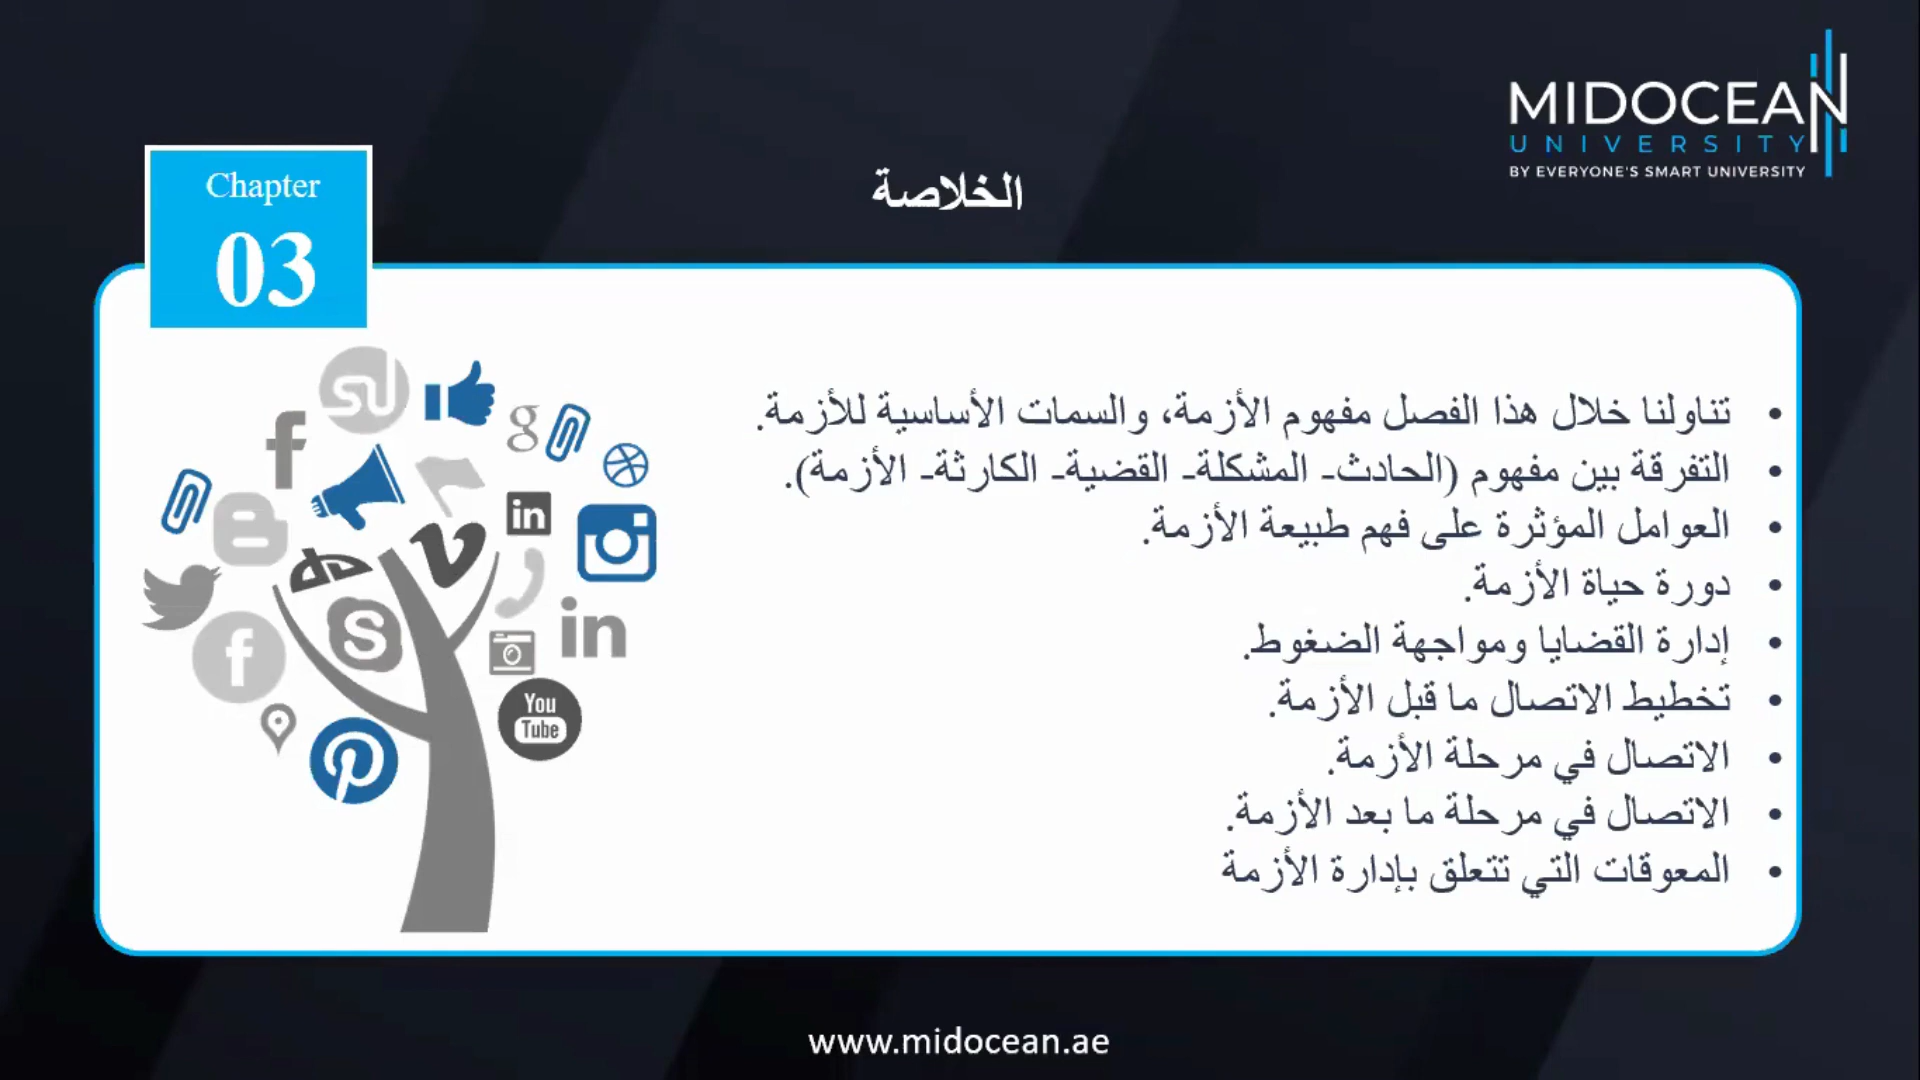 MIDOCEAN
UNIVERSITY
BY EVERYONE'S SMART UNIVERSITY
Chapter
03
الخلاصة
• تناولنا خلال هذا الفصل مفهوم الأزمة، والسمات الأساسية للأزمة.
• التفرقة بين مفهوم (الحادث- المشكلة- القضية- الكارثة- الأزمة).
• العوامل المؤثرة على فهم طبيعة الأزمة.
• دورة حياة الأزمة.
• إدارة القضايا ومواجهة الضغوط.
• تخطيط الاتصال ما قبل الأزمة.
• الاتصال في مرحلة الأزمة.
• الاتصال في مرحلة ما بعد الأزمة.
• المعوقات التي تتعلق بإدارة الأزمة
You
Tube
www.midocean.ae